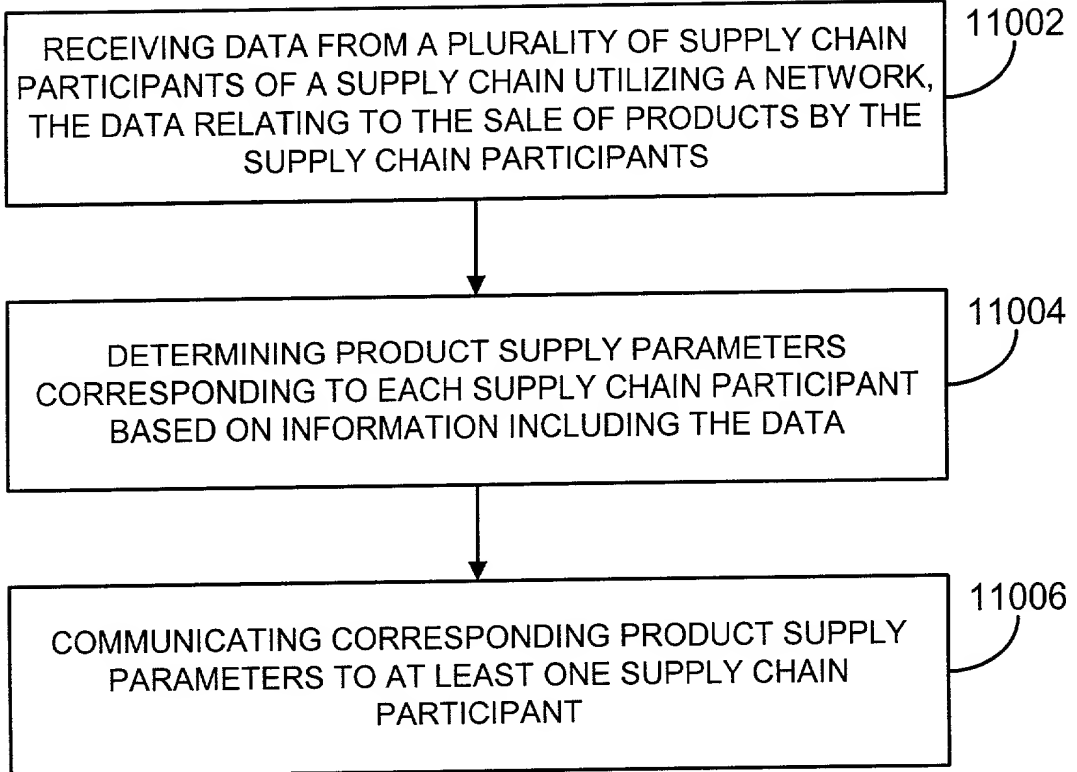 11002
RECEIVING DATA FROM A PLURALITY OF SUPPLY CHAIN
PARTICIPANTS OF A SUPPLY CHAIN UTILIZING A NETWORK,
THE DATA RELATING TO THE SALE OF PRODUCTS BY THE
SUPPLY CHAIN PARTICIPANTS
11004
DETERMINING PRODUCT SUPPLY PARAMETERS
CORRESPONDING TO EACH SUPPLY CHAIN PARTICIPANT
BASED ON INFORMATION INCLUDING THE DATA
11006
COMMUNICATING CORRESPONDING PRODUCT SUPPLY
PARAMETERS TO AT LEAST ONE SUPPLY CHAIN
PARTICIPANT